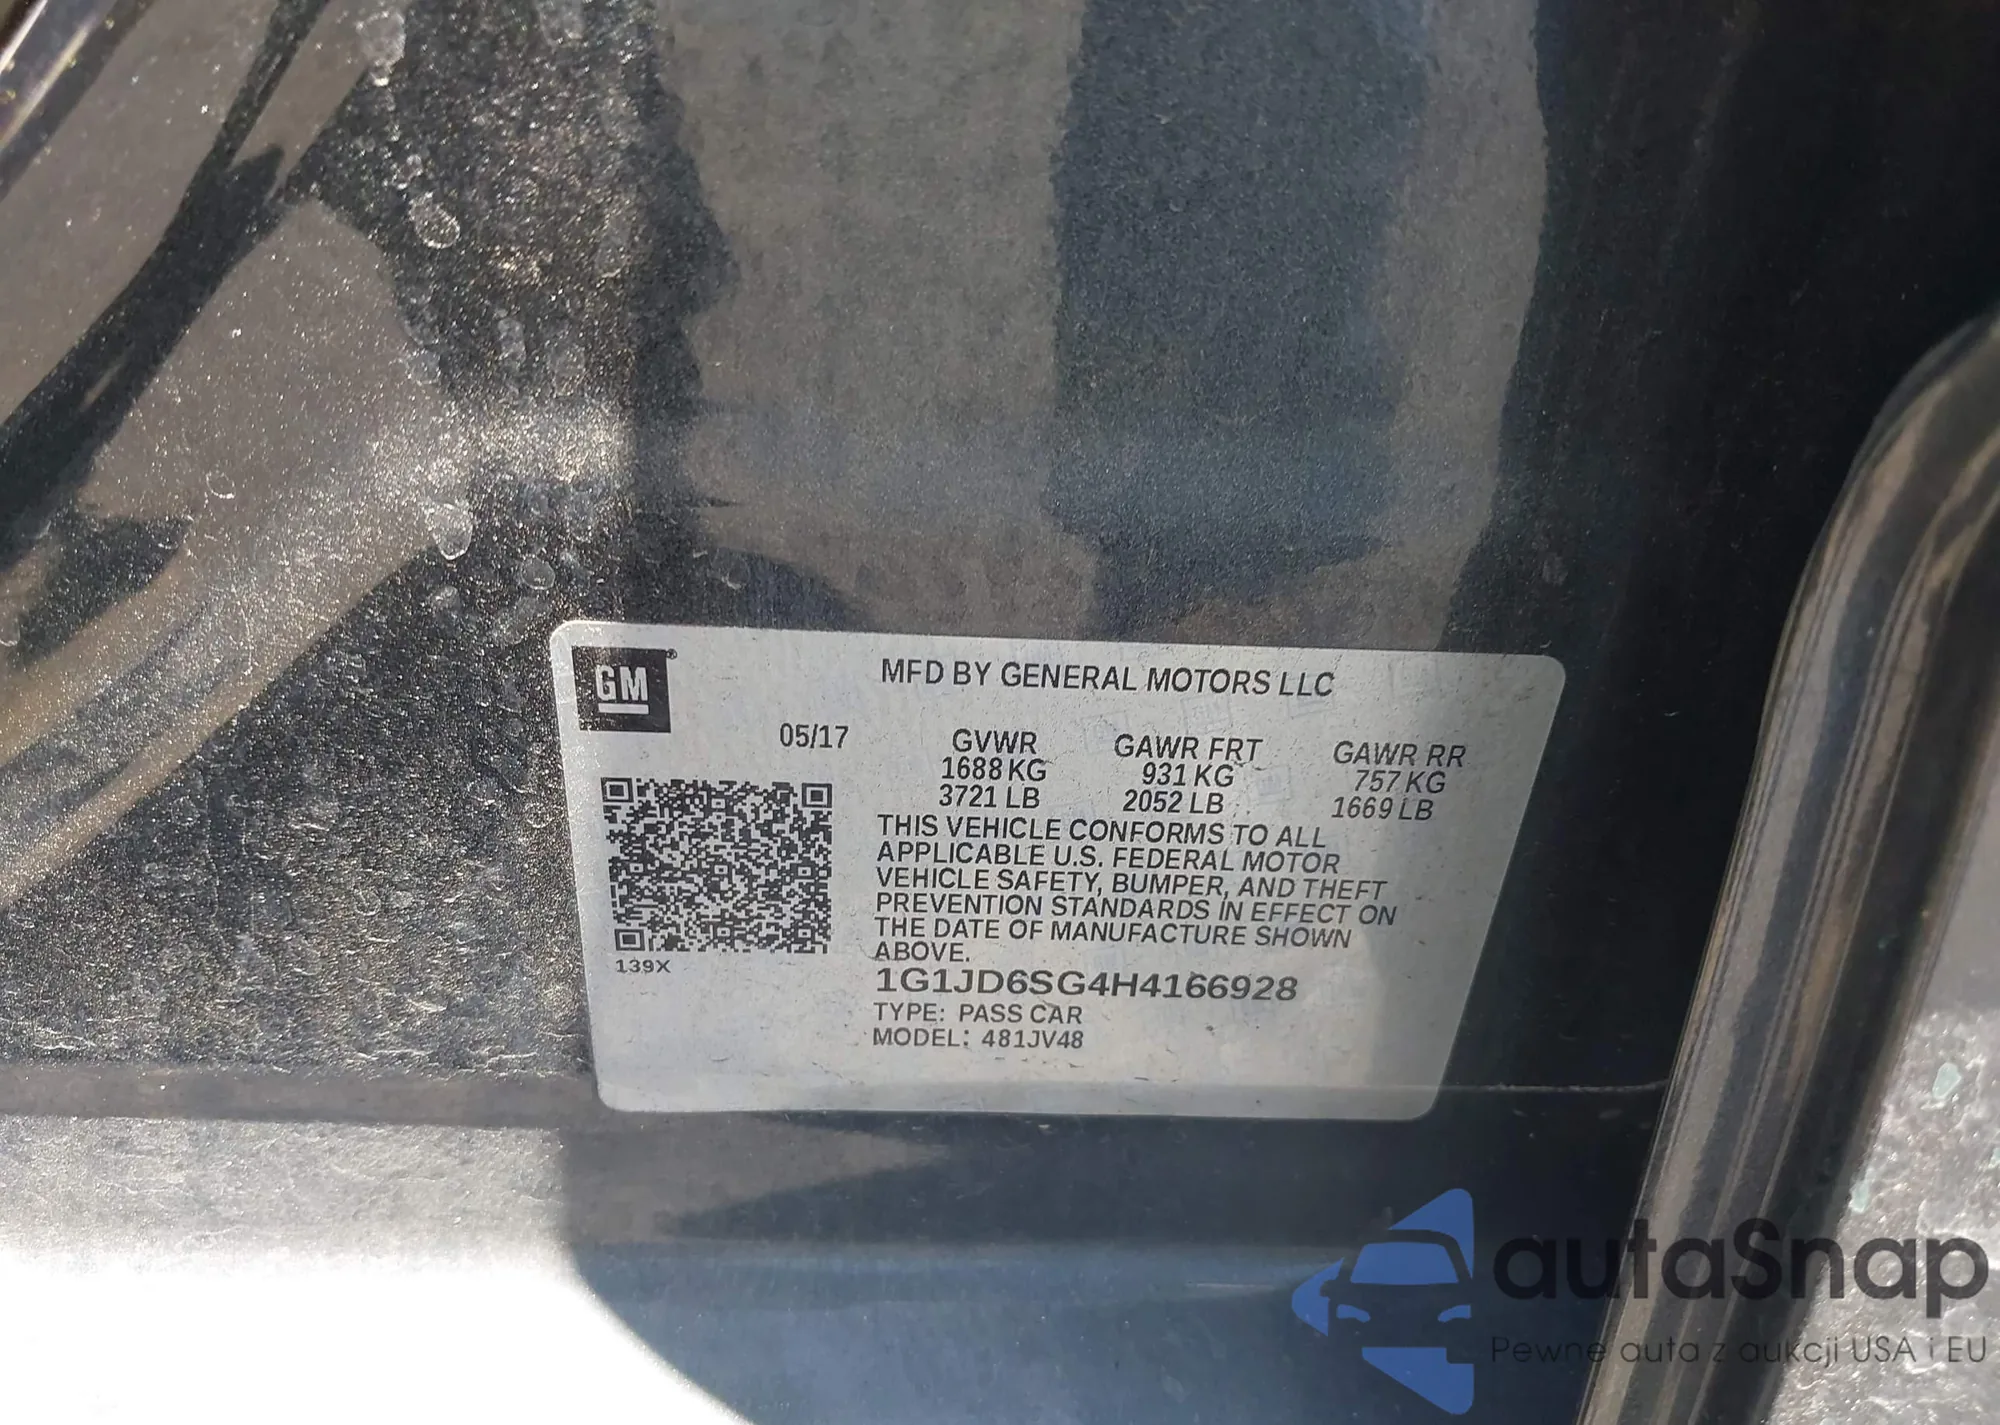 GM
MFD BY GENERAL MOTORS LLC
05/17
GVWR GAWR FRT GAWR RR
1688 KG 931 KG 757 KG
3721 LB 2052 LB 1669 LB
THIS VEHICLE CONFORMS TO ALL
APPLICABLE U.S. FEDERAL MOTOR
VEHICLE SAFETY, BUMPER, AND THEFT
PREVENTION STANDARDS IN EFFECT ON
THE DATE OF MANUFACTURE SHOWN
ABOVE.
139X
1G1JD6SG4H4166928
TYPE: PASS CAR
MODEL: 481JV48
autaSnap
Pewne auta z aukcji USA i EU